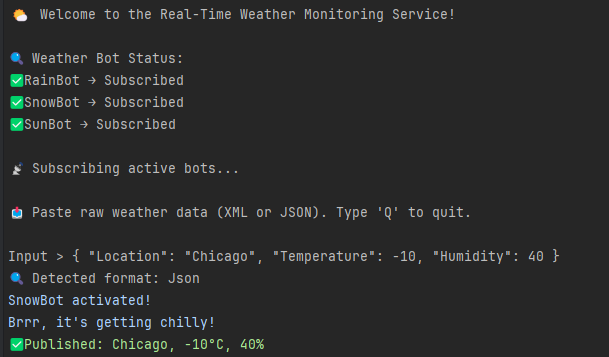 🌤️ Welcome to the Real-Time Weather Monitoring Service!
🔍 Weather Bot Status:
✅RainBot → Subscribed
✅SnowBot → Subscribed
✅SunBot → Subscribed
📡 Subscribing active bots...
📤 Paste raw weather data (XML or JSON). Type 'Q' to quit.
Input > { "Location": "Chicago", "Temperature": -10, "Humidity": 40 }
🔍 Detected format: Json
SnowBot activated!
Brrr, it's getting chilly!
✅Published: Chicago, -10°C, 40%